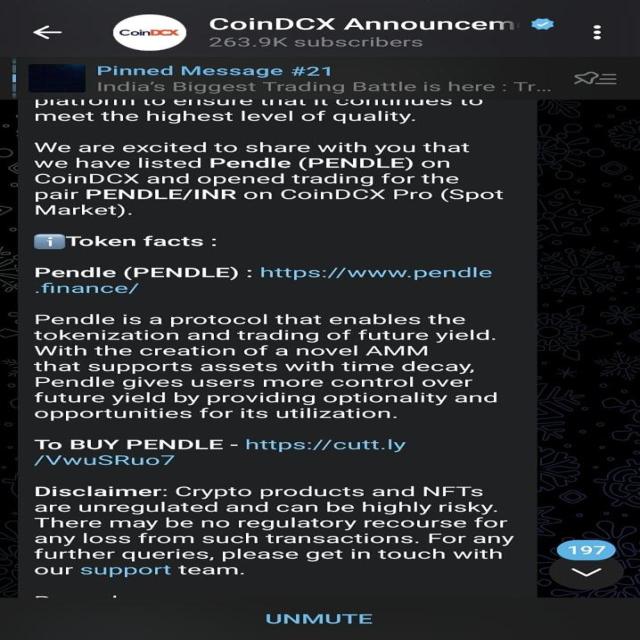 CoinDCX
CoinDCX Announcem
263.9K subscribers
Pinned Message #21
India's Biggest Trading Battle is here : Tr...
platform to ensure that it continues to
meet the highest level of quality.
We are excited to share with you that
we have listed Pendle (PENDLE) on
CoinDCX and opened trading for the
pair PENDLE/INR on CoinDCX Pro (Spot
Market).
i Token facts :
Pendle (PENDLE) : https://www.pendle
.finance/
Pendle is a protocol that enables the
tokenization and trading of future yield.
With the creation of a novel AMM
that supports assets with time decay,
Pendle gives users more control over
future yield by providing optionality and
opportunities for its utilization.
To BUY PENDLE - https://cutt.ly
/VwuSRuo7
Disclaimer: Crypto products and NFTs
are unregulated and can be highly risky.
There may be no regulatory recourse for
any loss from such transactions. For any
further queries, please get in touch with
our support team.
197
UNMUTE